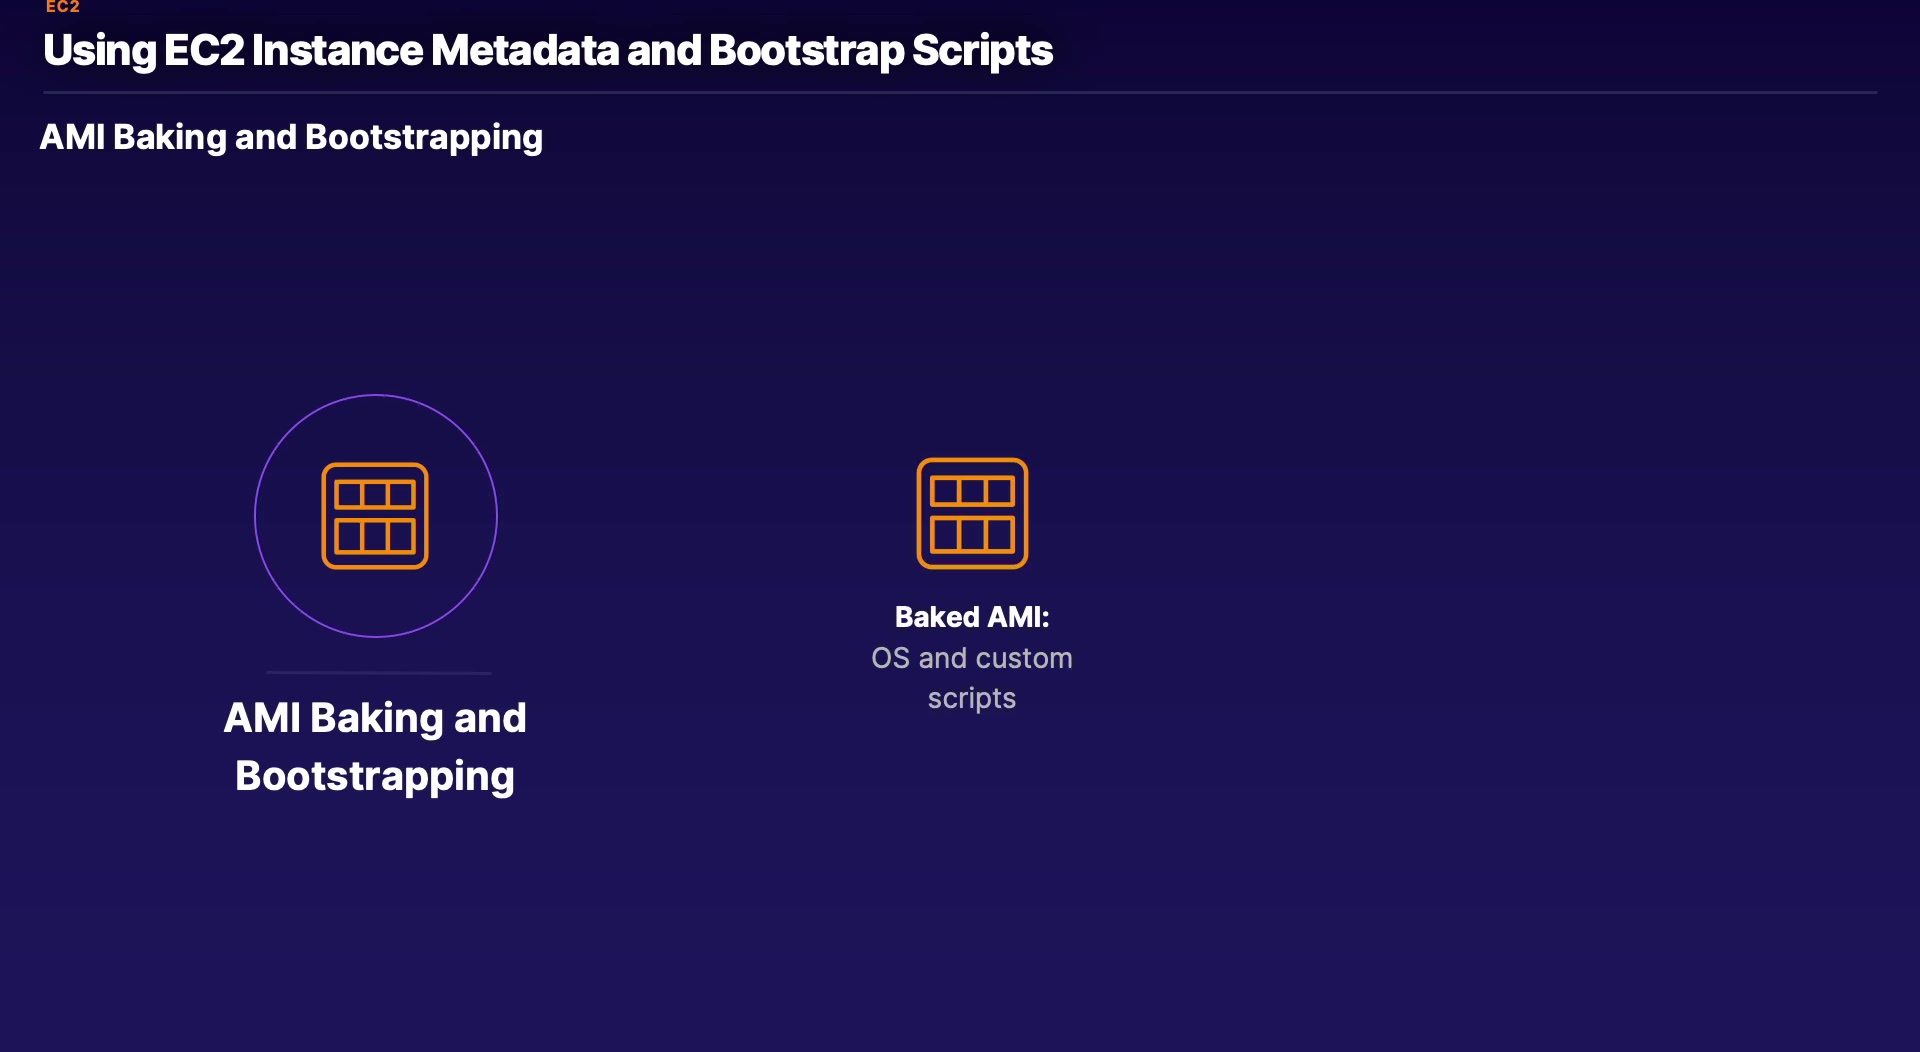 EC2
Using EC2 Instance Metadata and Bootstrap Scripts
AMI Baking and Bootstrapping
AMI Baking and
Bootstrapping
Baked AMI:
OS and custom
scripts